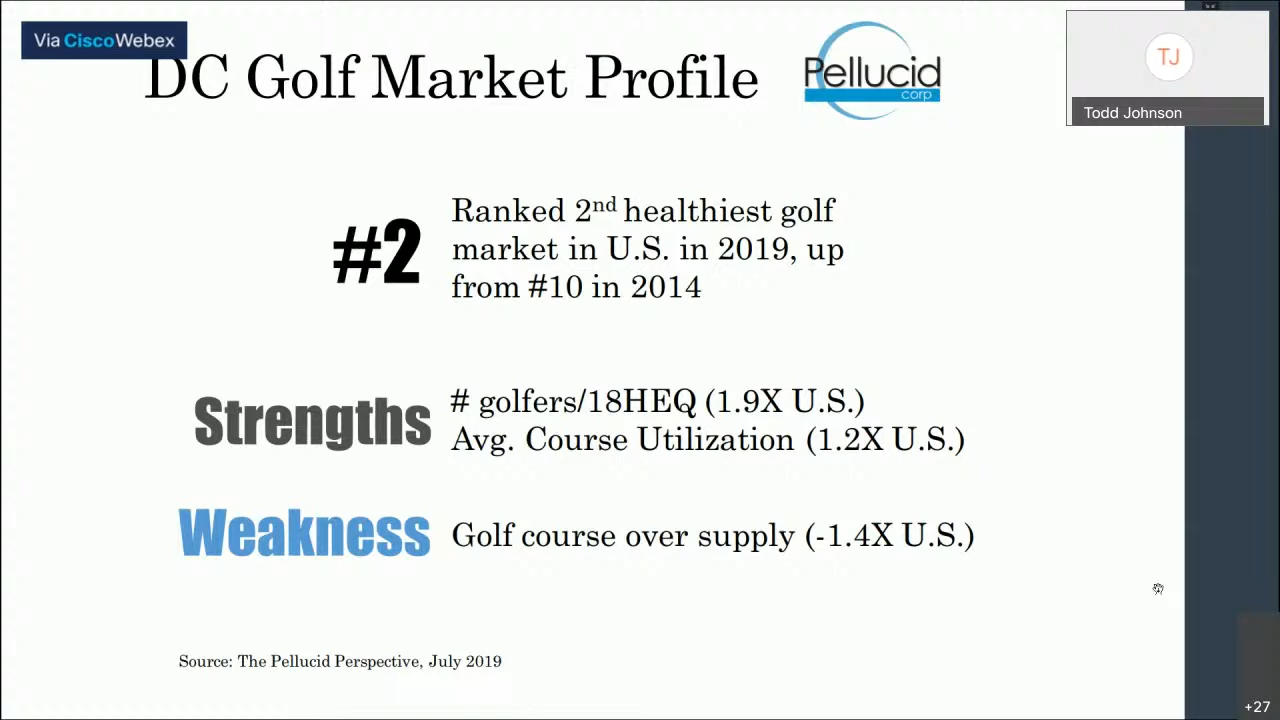 Via CiscoWebex
DC Golf Market Profile
Pellucid
corp
TJ
Todd Johnson
#2
Ranked 2nd healthiest golf
market in U.S. in 2019, up
from #10 in 2014
Strengths
# golfers/18HEQ (1.9X U.S.)
Avg. Course Utilization (1.2X U.S.)
Weakness
Golf course over supply (-1.4X U.S.)
Source: The Pellucid Perspective, July 2019
+27